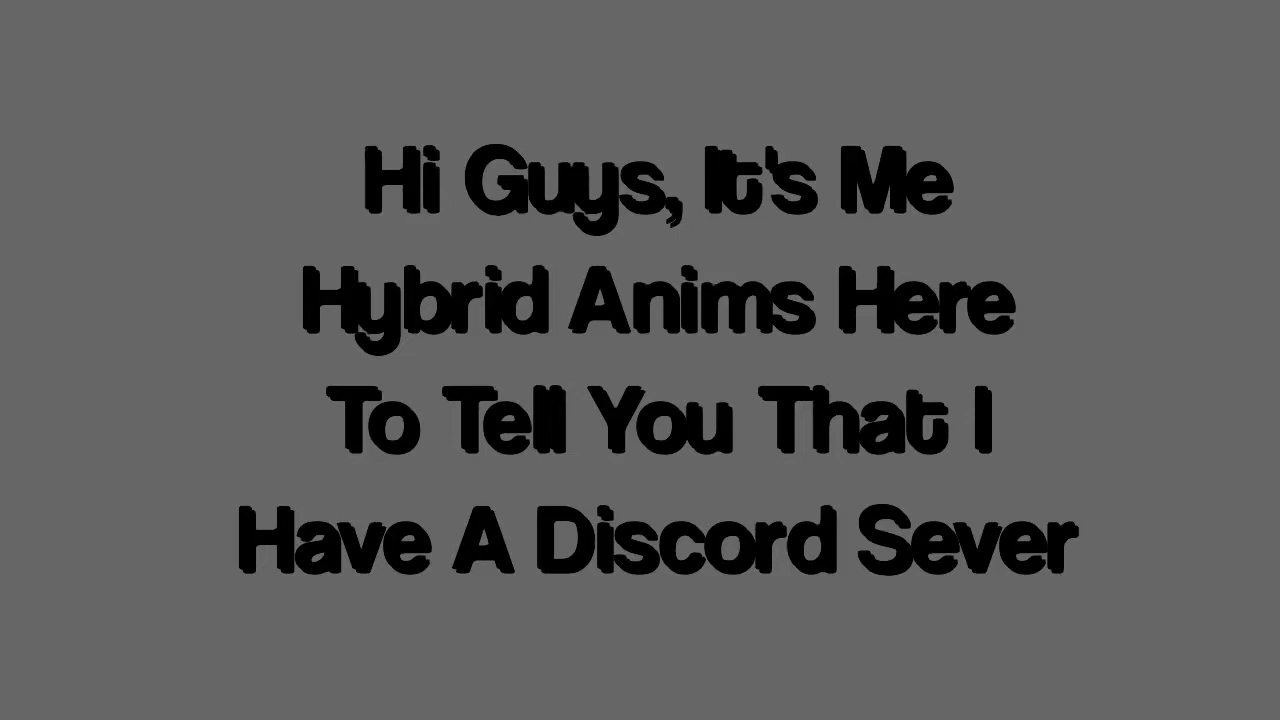 Hi Guys, It's Me
Hybrid Anims Here
To Tell You That I
Have A Discord Sever